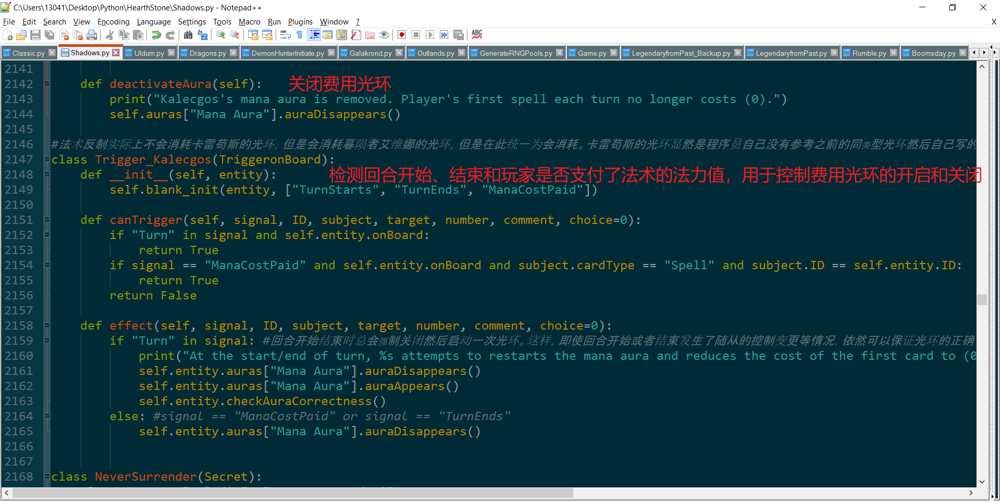 C:\Users\13041\Desktop\Python\HearthStone\Shadows.py - Notepad++
File Edit Search View Encoding Language Settings Tools Macro Run Plugins Window ? X
ABC
Classic.py Shadows.py Uldum.py Dragons.py DemonHunterInitiate.py Galakrond.py Outlands.py GenerateRNGPools.py Game.py LegendaryfromPast_Backup.py LegendaryfromPast.py Rumble.py Boomsday.py
2141
2142 def deactivateAura(self): 关闭费用光环
2143 print("Kalecgos's mana aura is removed. Player's first spell each turn no longer costs (0).")
2144 self.auras["Mana Aura"].auraDisappears()
2145
2146 #法术反制实际上不会消耗卡雷苟斯的光环，但是会消耗暮陨者艾维娜的光环，但是在此统一为会消耗。卡雷苟斯的光环显然是程序员自己没有参考之前的同类型光环然后自己写的
2147 class Trigger_Kalecgos(TriggeronBoard):
2148 def __init__(self, entity): 检测回合开始、结束和玩家是否支付了法术的法力值，用于控制费用光环的开启和关闭
2149 self.blank_init(entity, ["TurnStarts", "TurnEnds", "ManaCostPaid"])
2150
2151 def canTrigger(self, signal, ID, subject, target, number, comment, choice=0):
2152 if "Turn" in signal and self.entity.onBoard:
2153 return True
2154 if signal == "ManaCostPaid" and self.entity.onBoard and subject.cardType == "Spell" and subject.ID == self.entity.ID:
2155 return True
2156 return False
2157
2158 def effect(self, signal, ID, subject, target, number, comment, choice=0):
2159 if "Turn" in signal: #回合开始结束时总会强制关闭然后启动一次光环。这样，即使回合开始或者结束发生了随从的控制变更等情况，依然可以保证光环的正确
2160 print("At the start/end of turn, %s attempts to restarts the mana aura and reduces the cost of the first card to (0
2161 self.entity.auras["Mana Aura"].auraDisappears()
2162 self.entity.auras["Mana Aura"].auraAppears()
2163 self.entity.checkAuraCorrectness()
2164 else: #signal == "ManaCostPaid" or signal == "TurnEnds"
2165 self.entity.auras["Mana Aura"].auraDisappears()
2166
2167
2168 class NeverSurrender(Secret):